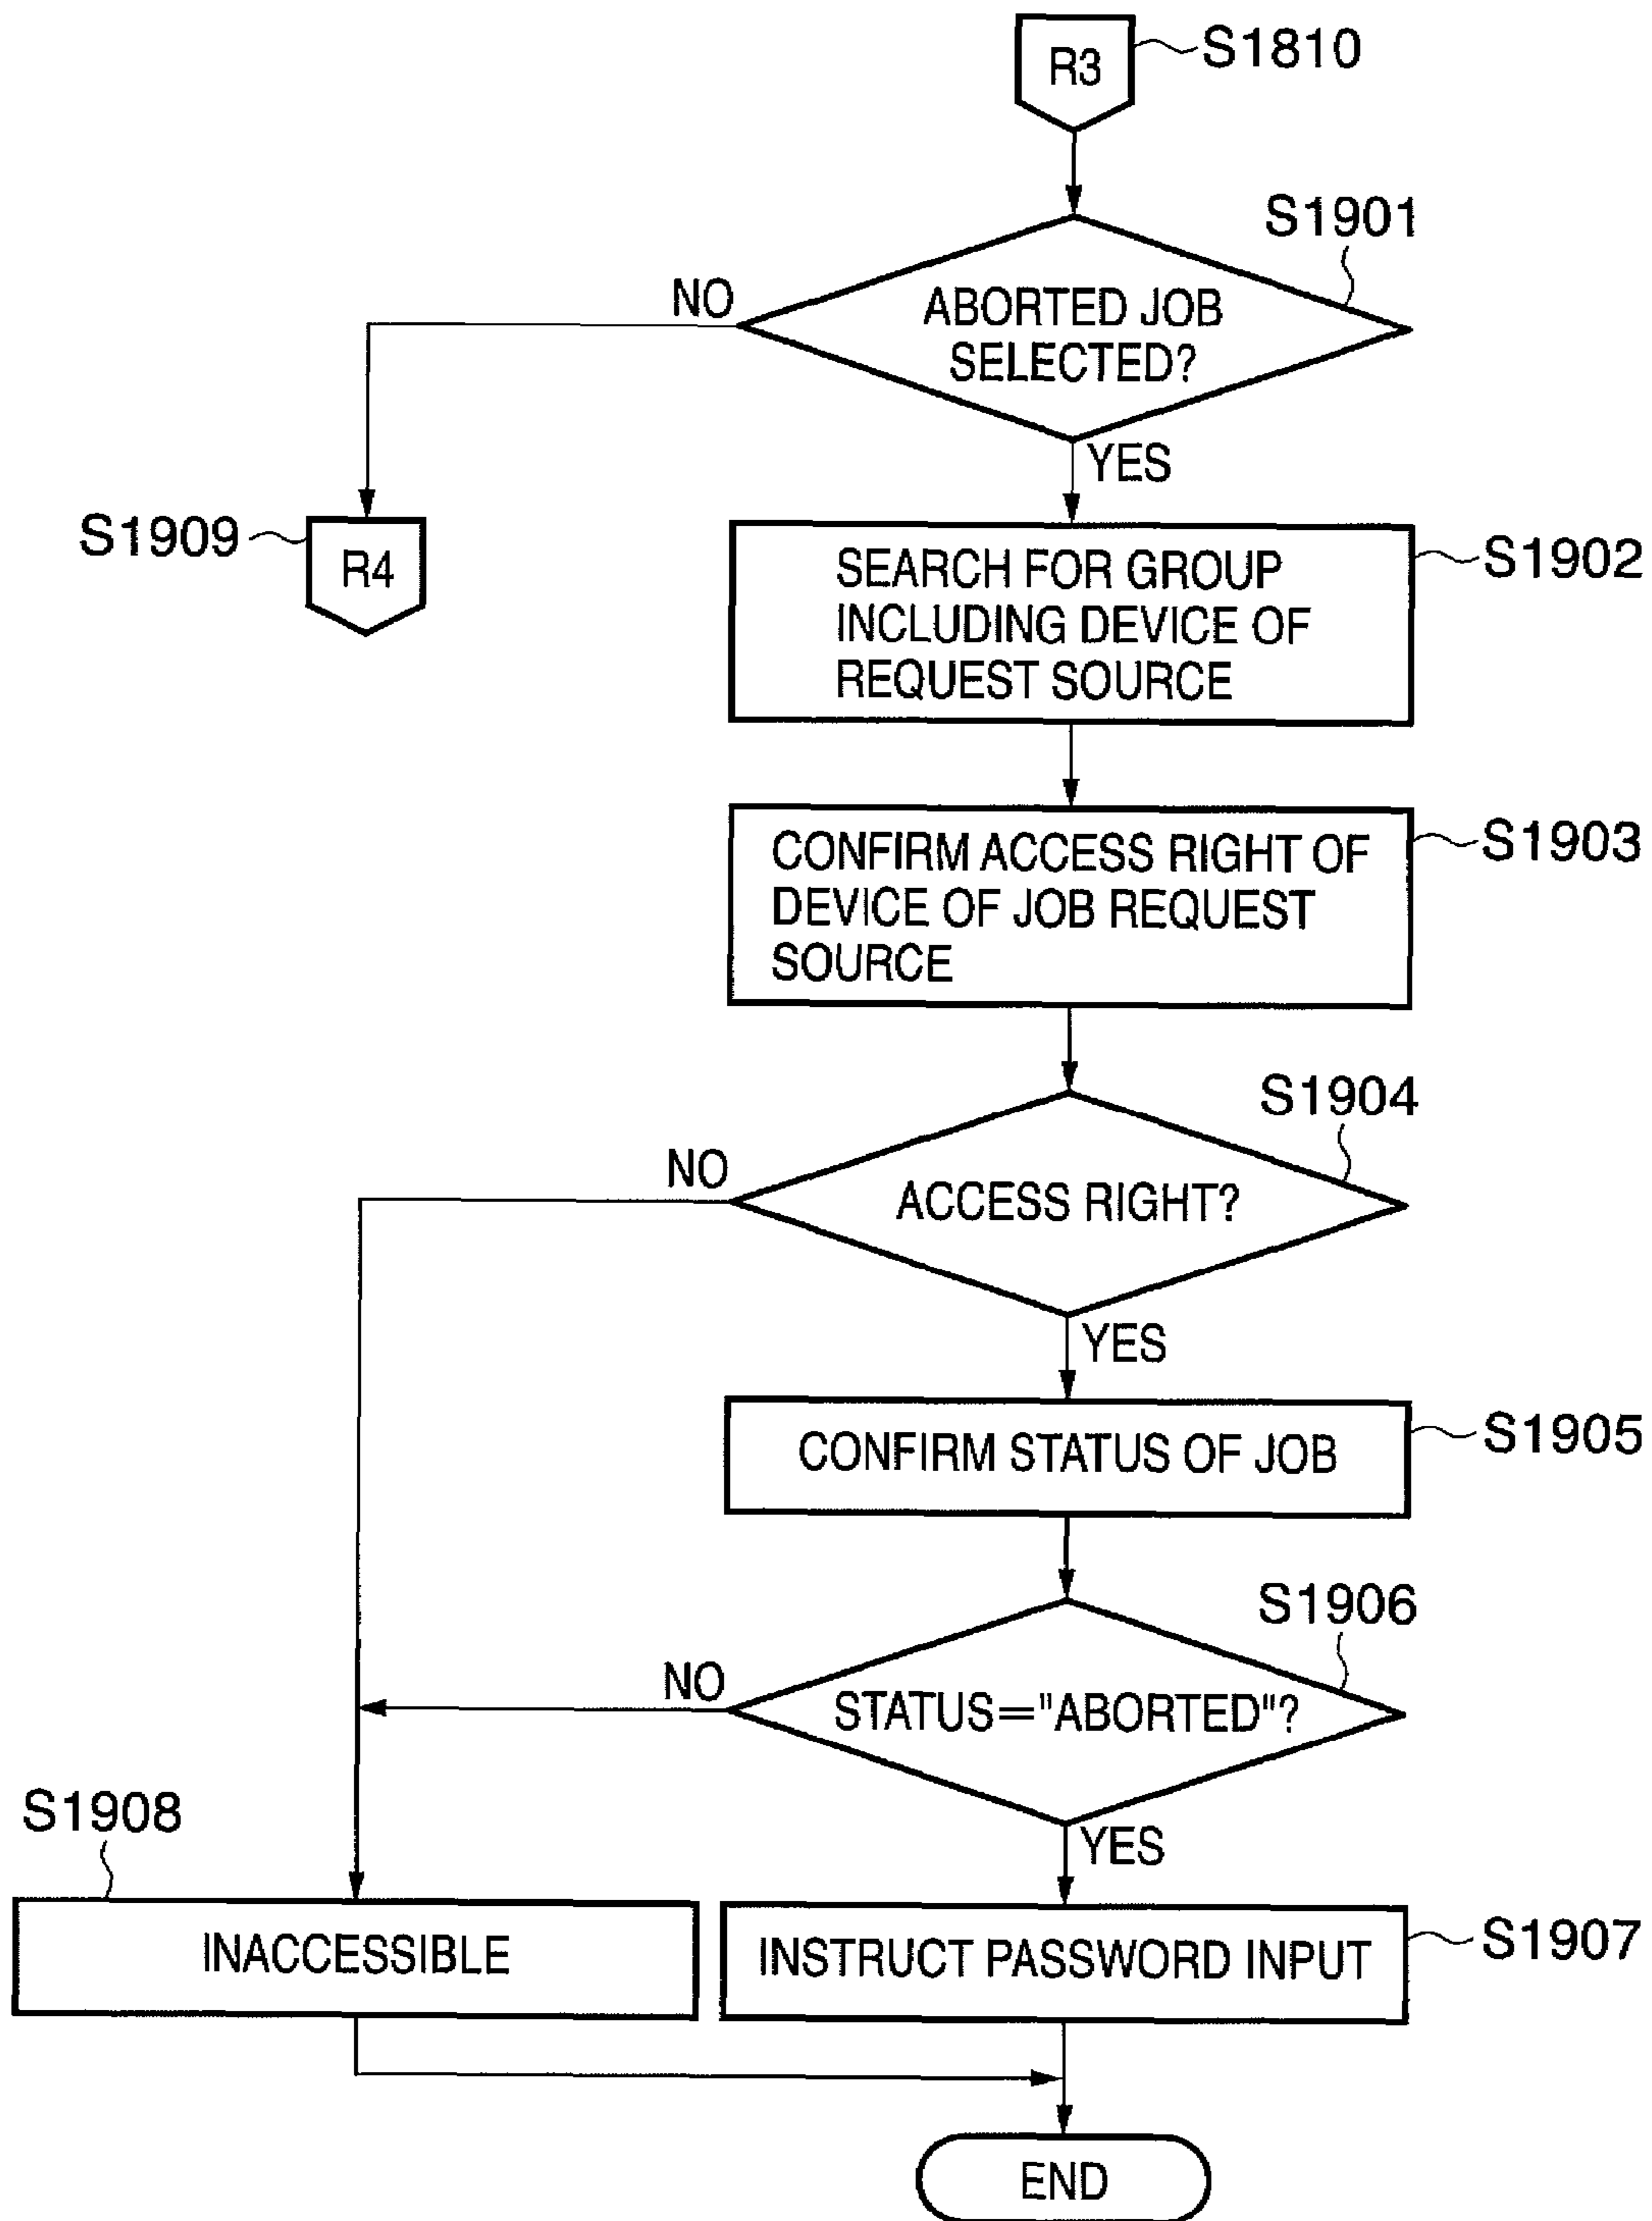 R3
S1810
S1901
NO
ABORTED JOB
SELECTED?
YES
S1909
R4
SEARCH FOR GROUP
INCLUDING DEVICE OF
REQUEST SOURCE
S1902
CONFIRM ACCESS RIGHT OF
DEVICE OF JOB REQUEST
SOURCE
S1903
S1904
NO
ACCESS RIGHT?
YES
CONFIRM STATUS OF JOB
S1905
S1906
NO
STATUS="ABORTED"?
YES
S1908
INACCESSIBLE
INSTRUCT PASSWORD INPUT
S1907
END